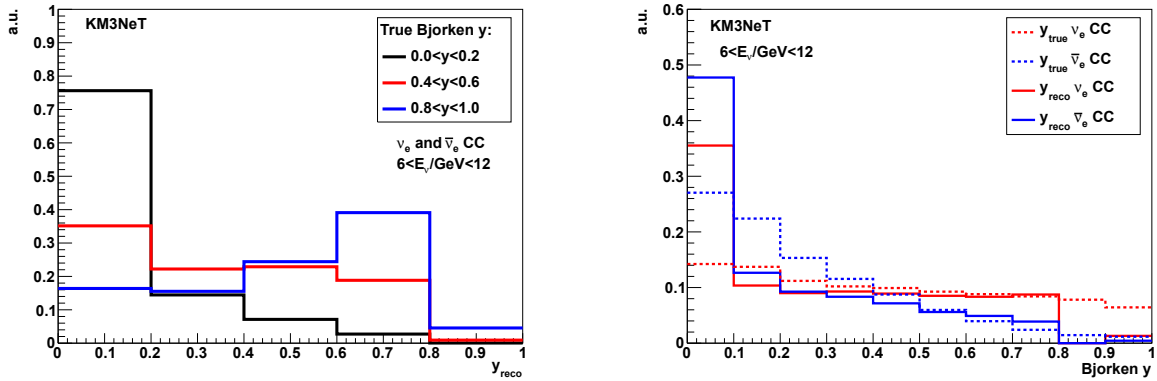 a.u.
1
0.9
0.8
0.7
0.6
0.5
0.4
0.3
0.2
0.1
0
KM3NeT
True Bjorken y:
0.0<y<0.2
0.4<y<0.6
0.8<y<1.0
νe and ν̅e CC
6<Eν/GeV<12
0 0.1 0.2 0.3 0.4 0.5 0.6 0.7 0.8 0.9 1
yreco
a.u.
0.6
0.5
0.4
0.3
0.2
0.1
0
KM3NeT
6<Eν/GeV<12
ytrue νe CC
ytrue ν̅e CC
yreco νe CC
yreco ν̅e CC
0 0.1 0.2 0.3 0.4 0.5 0.6 0.7 0.8 0.9 1
Bjorken y